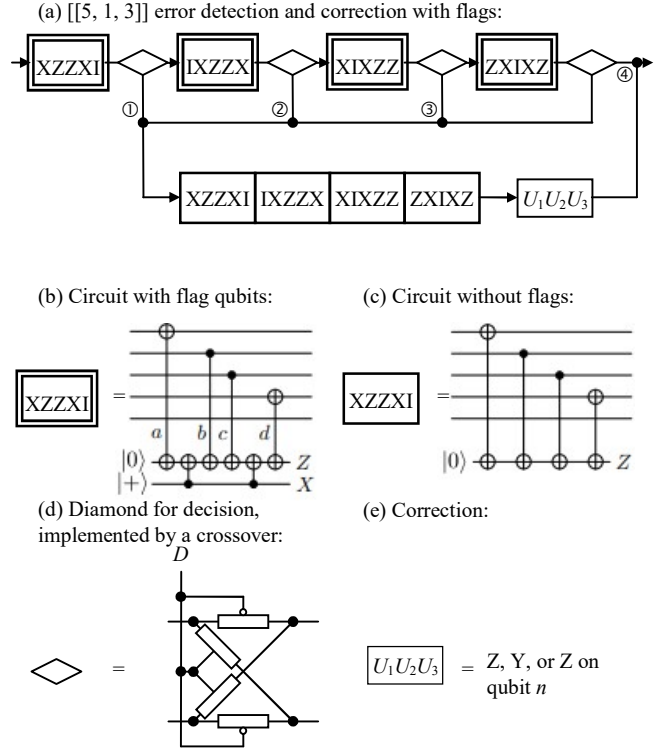 (a) [[5, 1, 3]] error detection and correction with flags:
XZZXI IXZZX XIXZZ ZXIXZ
① ② ③ ④
XZZXI IXZZX XIXZZ ZXIXZ U₁U₂U₃
(b) Circuit with flag qubits: (c) Circuit without flags:
XZZXI = XZZXI =
a b c d
|0⟩ Z |0⟩ Z
|+⟩ X
(d) Diamond for decision, (e) Correction:
implemented by a crossover:
D
= U₁U₂U₃ = Z, Y, or Z on
qubit n